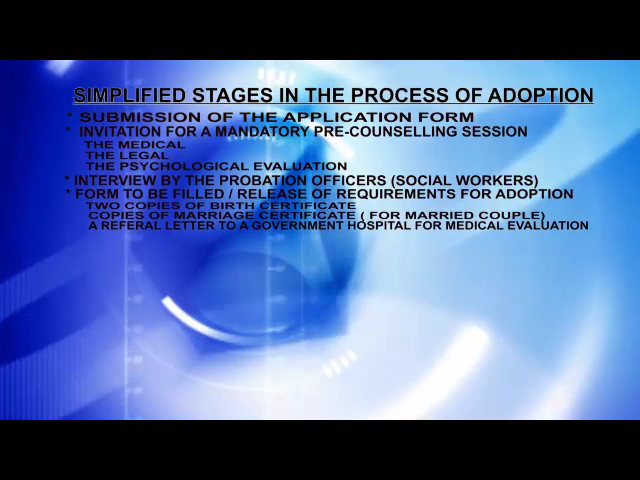 SIMPLIFIED STAGES IN THE PROCESS OF ADOPTION
* SUBMISSION OF THE APPLICATION FORM
* INVITATION FOR A MANDATORY PRE-COUNSELLING SESSION
THE MEDICAL
THE LEGAL
THE PSYCHOLOGICAL EVALUATION
* INTERVIEW BY THE PROBATION OFFICERS (SOCIAL WORKERS)
* FORM TO BE FILLED / RELEASE OF REQUIREMENTS FOR ADOPTION
TWO COPIES OF BIRTH CERTIFICATE
COPIES OF MARRIAGE CERTIFICATE ( FOR MARRIED COUPLE)
A REFERAL LETTER TO A GOVERNMENT HOSPITAL FOR MEDICAL EVALUATION